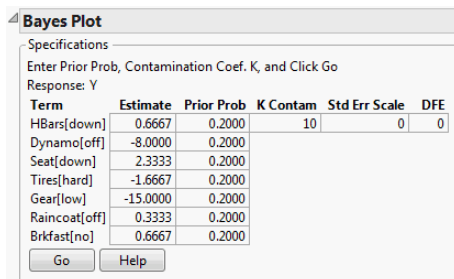 Bayes Plot
Specifications
Enter Prior Prob, Contamination Coef. K, and Click Go
Response: Y
Term Estimate Prior Prob K Contam Std Err Scale DFE
HBars[down] 0.6667 0.2000 10 0 0
Dynamo[off] -8.0000 0.2000
Seat[down] 2.3333 0.2000
Tires[hard] -1.6667 0.2000
Gear[low] -15.0000 0.2000
Raincoat[off] 0.3333 0.2000
Brkfast[no] 0.6667 0.2000
Go Help